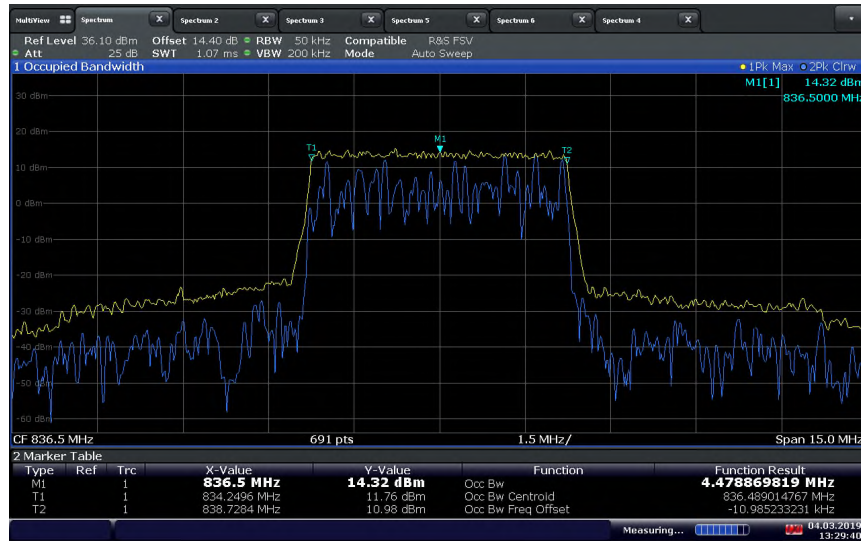 MultiView Spectrum X Spectrum 2 X Spectrum 3 X Spectrum 5 X Spectrum 6 X Spectrum 4 X
Ref Level 36.10 dBm Offset 14.40 dB RBW 50 kHz Compatible R&S FSV
Att 25 dB SWT 1.07 ms VBW 200 kHz Mode Auto Sweep
1 Occupied Bandwidth 1Pk Max 2Pk Clrw
M1[1] 14.32 dBm
836.5000 MHz
30 dBm
20 dBm
M1
T1 T2
10 dBm
0 dBm
-10 dBm
-20 dBm
-30 dBm
-40 dBm
-50 dBm
-60 dBm
CF 836.5 MHz 691 pts 1.5 MHz/ Span 15.0 MHz
2 Marker Table
Type Ref Trc X-Value Y-Value Function Function Result
M1 1 836.5 MHz 14.32 dBm Occ Bw 4.478869819 MHz
T1 1 834.2496 MHz 11.76 dBm Occ Bw Centroid 836.489014767 MHz
T2 1 838.7284 MHz 10.98 dBm Occ Bw Freq Offset -10.985233231 kHz
Measuring... 04.03.2019
13:29:40